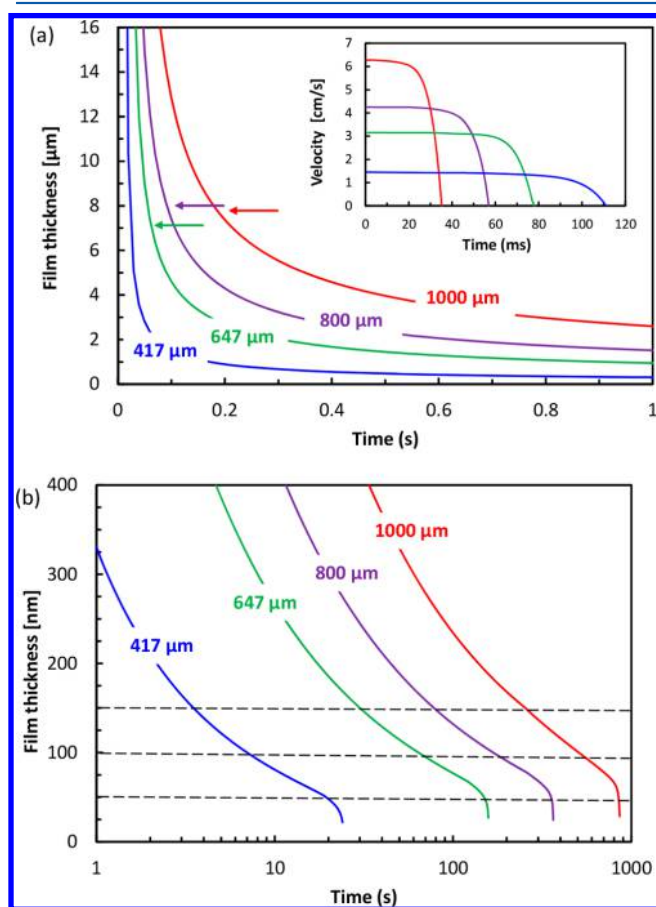 (a)
16
14
12
10
8
6
4
2
0
Film thickness [µm]
0
0.2
0.4
0.6
0.8
1
Time (s)
1000 µm
800 µm
647 µm
417 µm
7
6
5
4
3
2
1
0
Velocity [cm/s]
0
20
40
60
80
100
120
Time (ms)
(b)
400
300
200
100
0
Film thickness [nm]
1
10
100
1000
Time (s)
1000 µm
800 µm
647 µm
417 µm